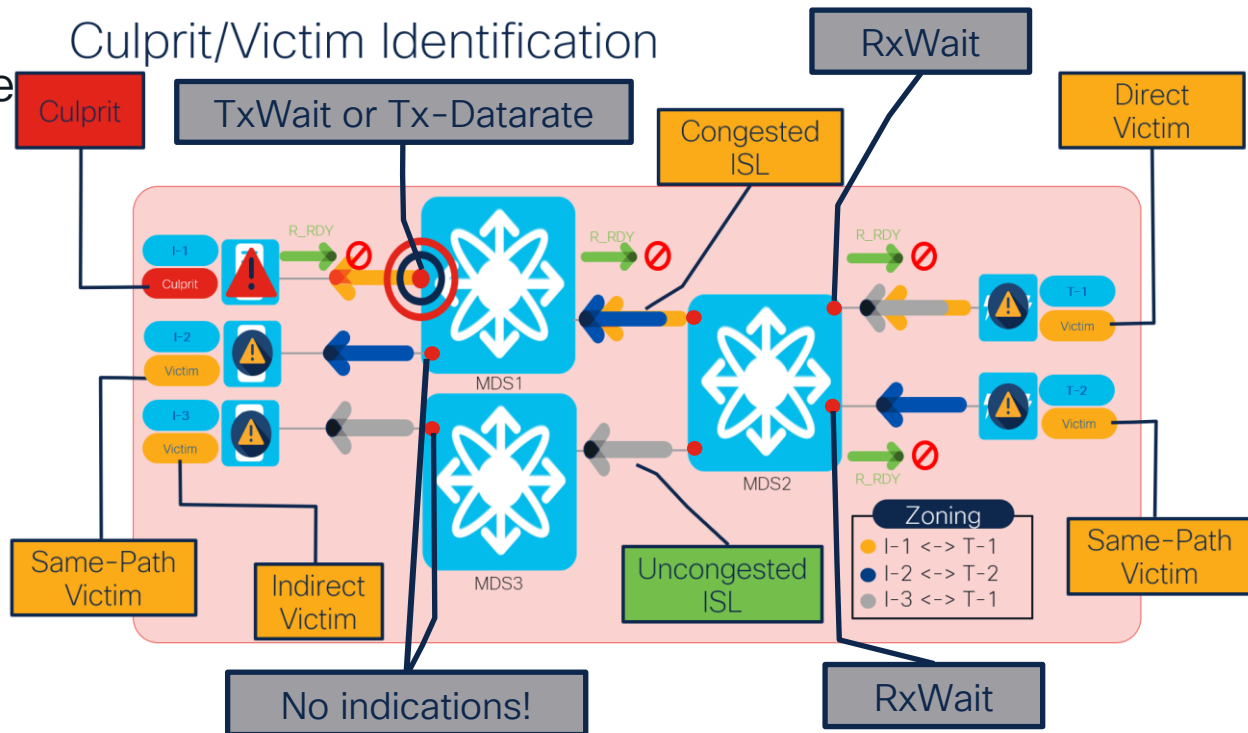 Culprit/Victim Identification
e
Culprit
TxWait or Tx-Datarate
RxWait
Congested
ISL
Direct
Victim
I-1
Culprit
R_RDY
R_RDY
R_RDY
T-1
Victim
I-2
Victim
MDS1
T-2
Victim
I-3
Victim
MDS2
R_RDY
MDS3
Zoning
I-1 <-> T-1
I-2 <-> T-2
I-3 <-> T-1
Same-Path
Victim
Indirect
Victim
Uncongested
ISL
Same-Path
Victim
No indications!
RxWait